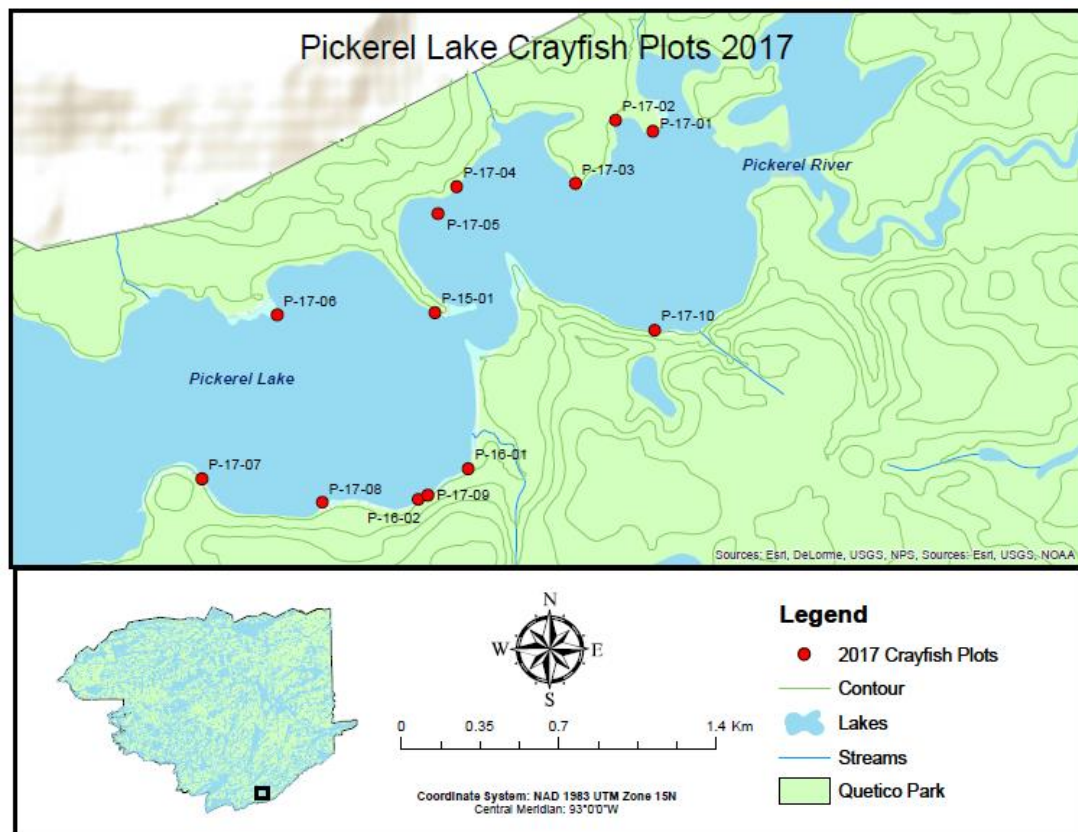 Pickerel Lake Crayfish Plots 2017
P-17-02
P-17-01
P-17-04
P-17-03
Pickerel River
P-17-05
P-17-06
P-15-01
P-17-10
Pickerel Lake
P-16-01
P-17-07
P-17-08
P-17-09
P-16-02
Sources: Esri, DeLorme, USGS, NPS, Sources: Esri, USGS, NOAA
N
W E
S
0 0.35 0.7 1.4 Km
Coordinate System: NAD 1983 UTM Zone 15N
Central Meridian: 93°0'0"W
Legend
2017 Crayfish Plots
Contour
Lakes
Streams
Quetico Park